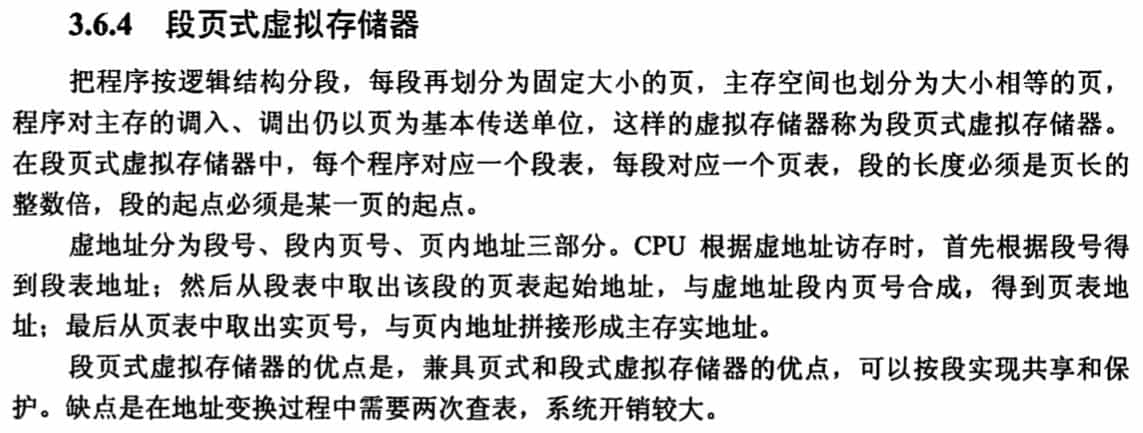 3.6.4 段页式虚拟存储器
把程序按逻辑结构分段，每段再划分为固定大小的页，主存空间也划分为大小相等的页，
程序对主存的调入、调出仍以页为基本传送单位，这样的虚拟存储器称为段页式虚拟存储器。
在段页式虚拟存储器中，每个程序对应一个段表，每段对应一个页表，段的长度必须是页长的
整数倍，段的起点必须是某一页的起点。
虚地址分为段号、段内页号、页内地址三部分。CPU 根据虚地址访存时，首先根据段号得
到段表地址；然后从段表中取出该段的页表起始地址，与虚地址段内页号合成，得到页表地
址；最后从页表中取出实页号，与页内地址拼接形成主存实地址。
段页式虚拟存储器的优点是，兼具页式和段式虚拟存储器的优点，可以按段实现共享和保
护。缺点是在地址变换过程中需要两次查表，系统开销较大。